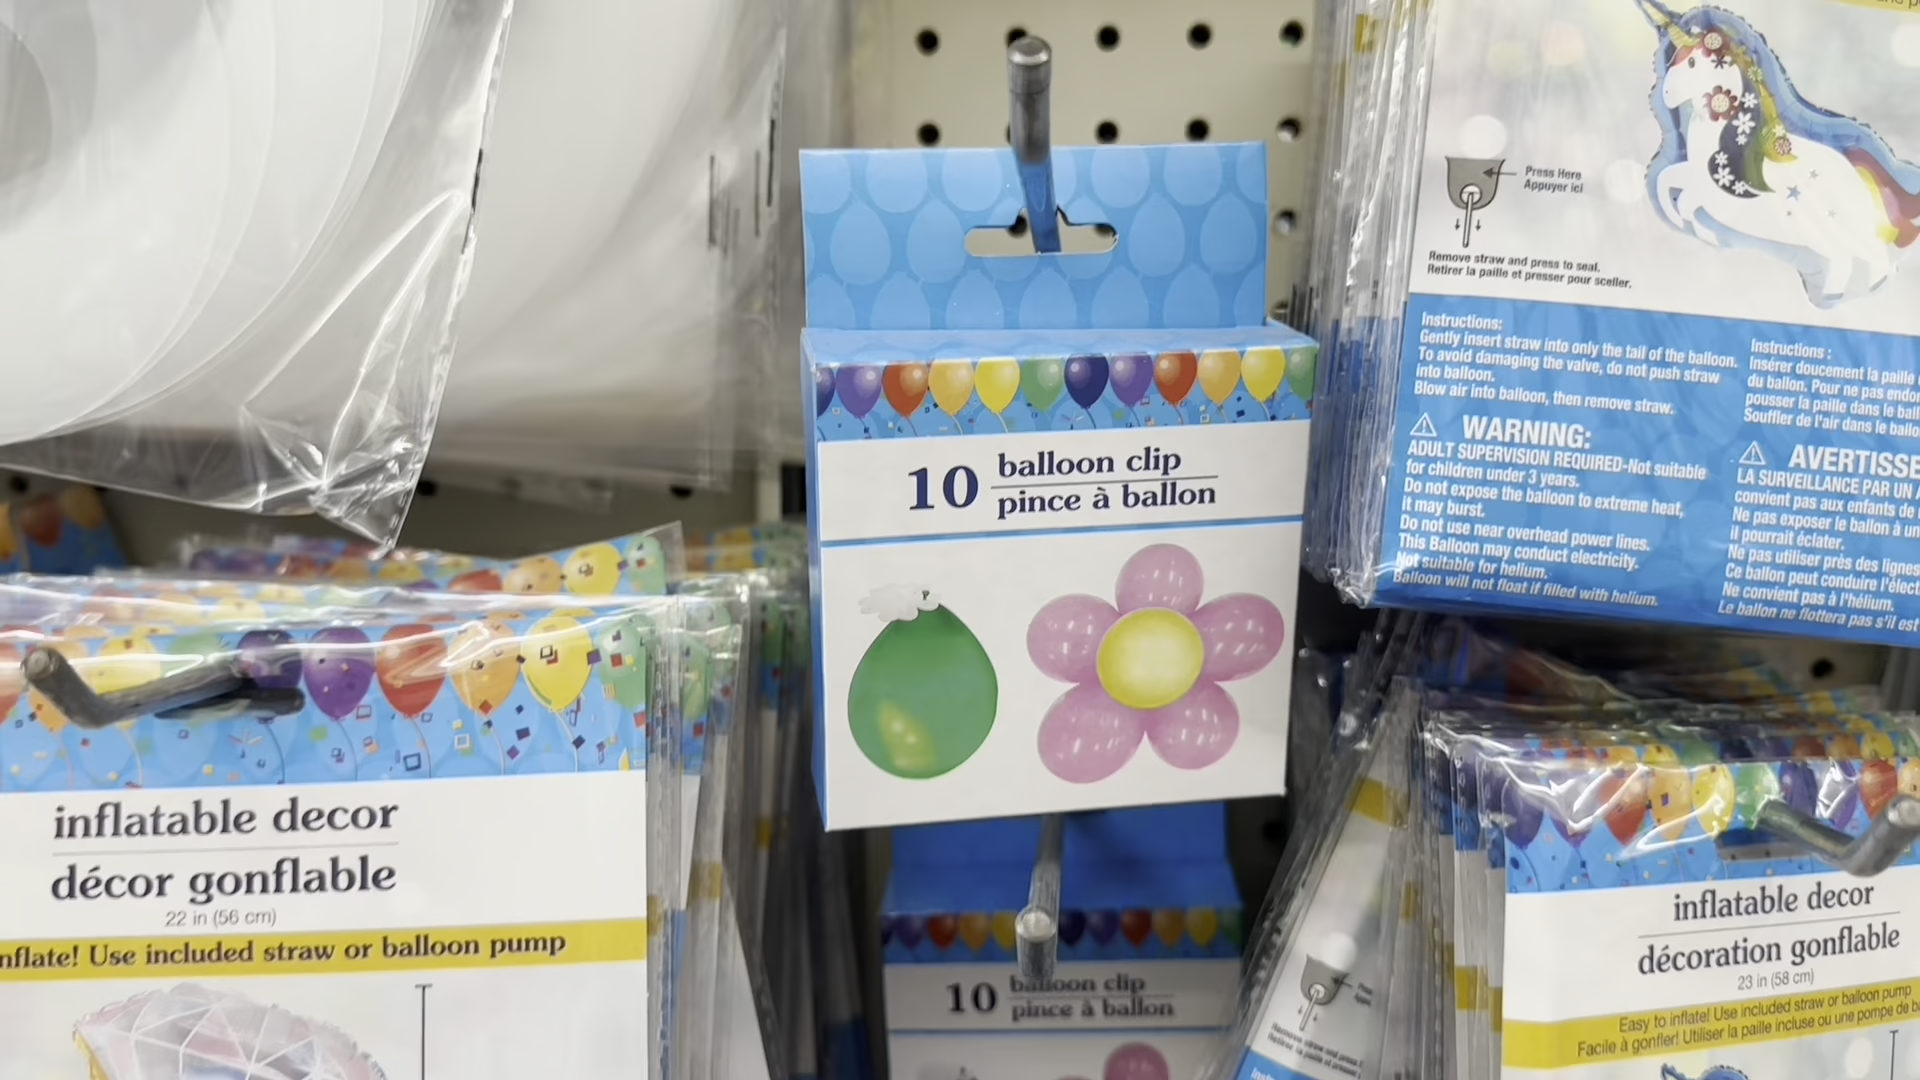 Press Here
Appuyer ici
Remove straw and press to seal.
Retirer la paille et presser pour sceller.
Instructions:
Gently insert straw into only the tail of the balloon.
To avoid damaging the valve, do not push straw
into balloon.
Blow air into balloon, then remove straw.
WARNING:
ADULT SUPERVISION REQUIRED-Not suitable
for children under 3 years.
Do not expose the balloon to extreme heat,
it may burst.
Do not use near overhead power lines.
This Balloon may conduct electricity.
Not suitable for helium.
Balloon will not float if filled with helium.
Instructions :
Insérer doucement la paille
du ballon. Pour ne pas
pousser la paille dans le
Souffler de l'air dans le
AVERTISSE
LA SURVEILLANCE PAR UN
convient pas aux enfants de
Ne pas exposer le ballon à un
il pourrait éclater.
Ne pas utiliser près des lignes
Ce ballon peut conduire
Ne convient pas à l'hélium.
Le ballon ne flottera pas s'il est
10 balloon clip
pince à ballon
inflatable decor
décor gonflable
22 in (56 cm)
nflate! Use included straw or balloon pump
10 balloon clip
pince à ballon
inflatable decor
décoration gonflable
23 in (58 cm)
Easy to inflate! Use included straw or balloon pump
Facile à gonfler! Utiliser la paille incluse ou une pompe de